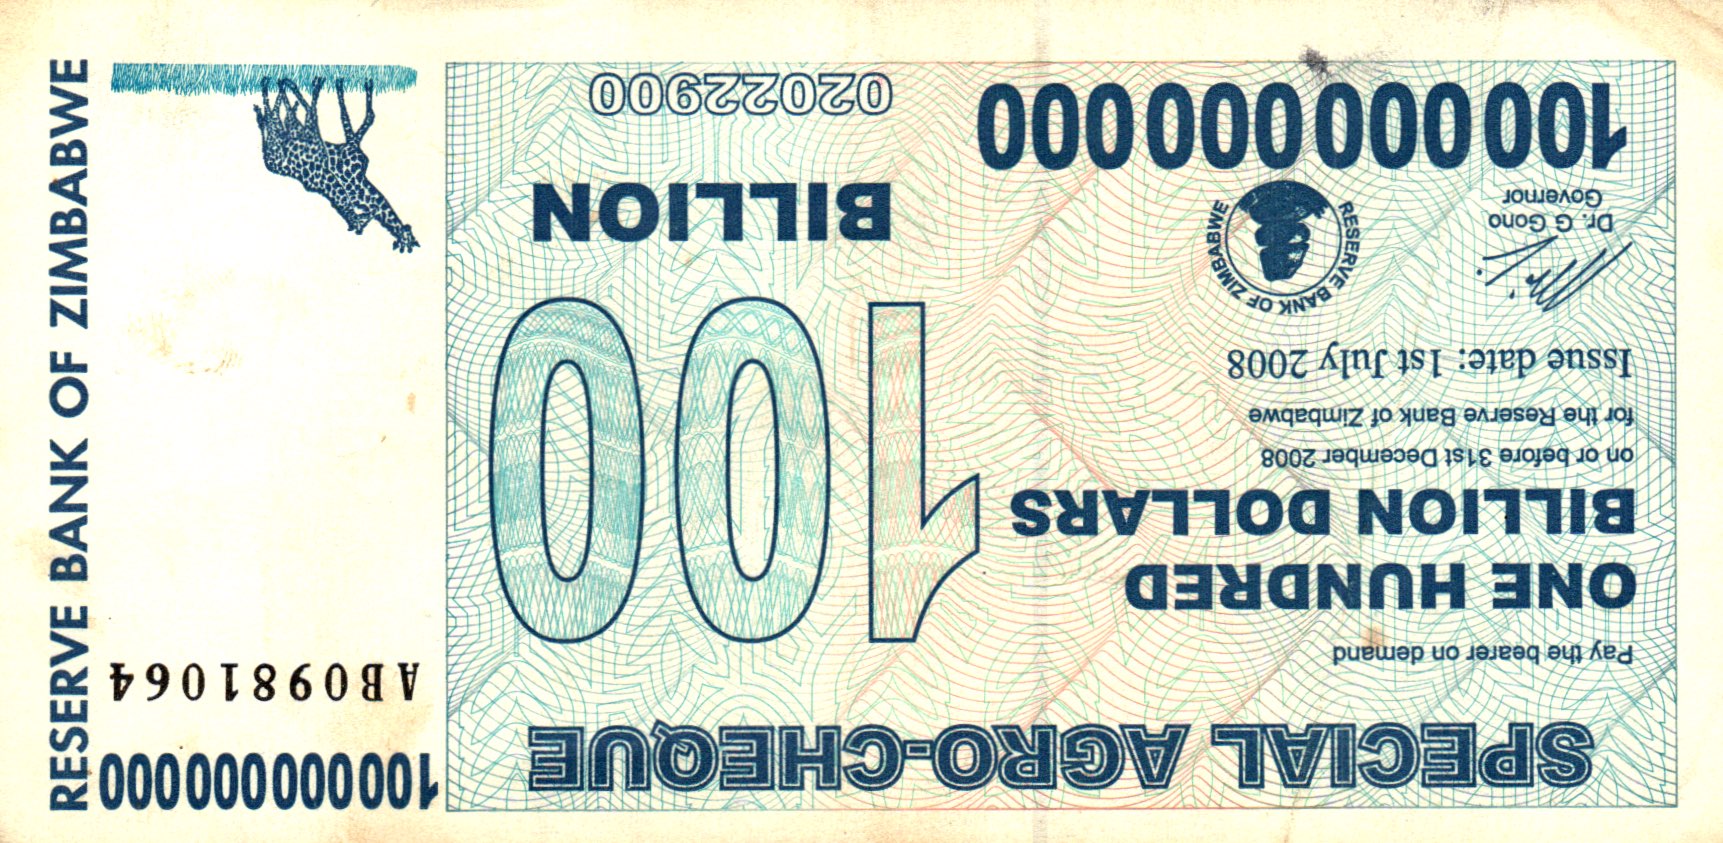 SPECIAL AGRO-CHEQUE
100000000000
AB0981064
Pay the bearer on demand
ONE HUNDRED
BILLION DOLLARS
on or before 31st December 2008
for the Reserve Bank of Zimbabwe
Issue date: 1st July 2008
Dr. G Gono
Governor
RESERVE BANK OF ZIMBABWE
100 000 000 000
100
BILLION
02022900
RESERVE BANK OF ZIMBABWE